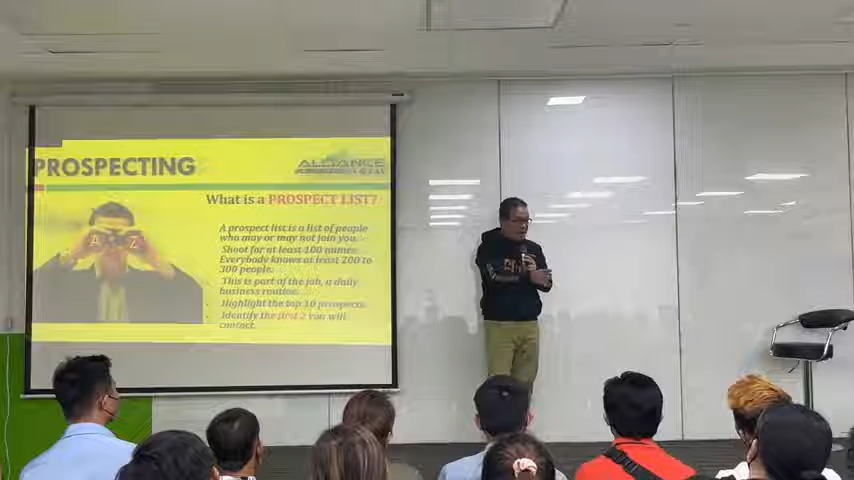 PROSPECTING
ALLIANCE
What is a PROSPECT LIST?
A Z
A prospect list is a list of people
who may or may not join you.
Shoot for at least 100 names.
Everybody knows at least 200 to
300 people.
This is part of the job, a daily
business routine.
Highlight the top 10 prospects.
Identify the first 2 you will
contact.